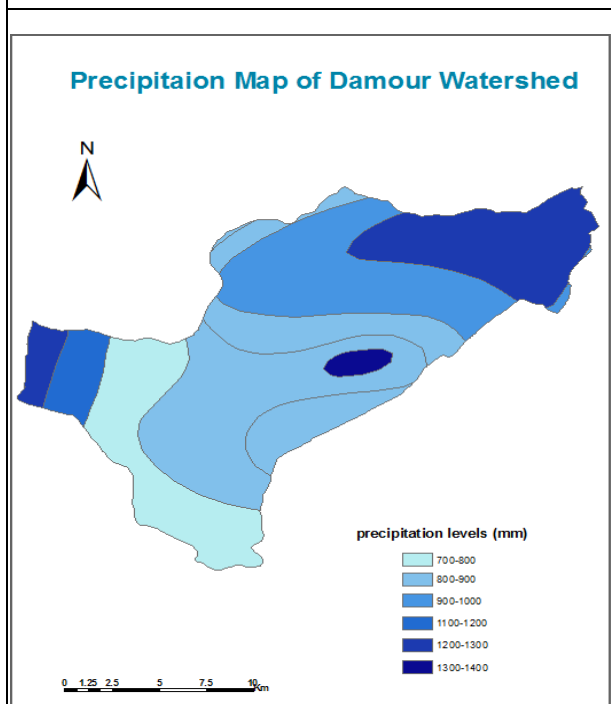 Precipitaion Map of Damour Watershed
N
precipitation levels (mm)
700-800
800-900
900-1000
1100-1200
1200-1300
1300-1400
0 1.25 2.5 5 7.5 10 Km